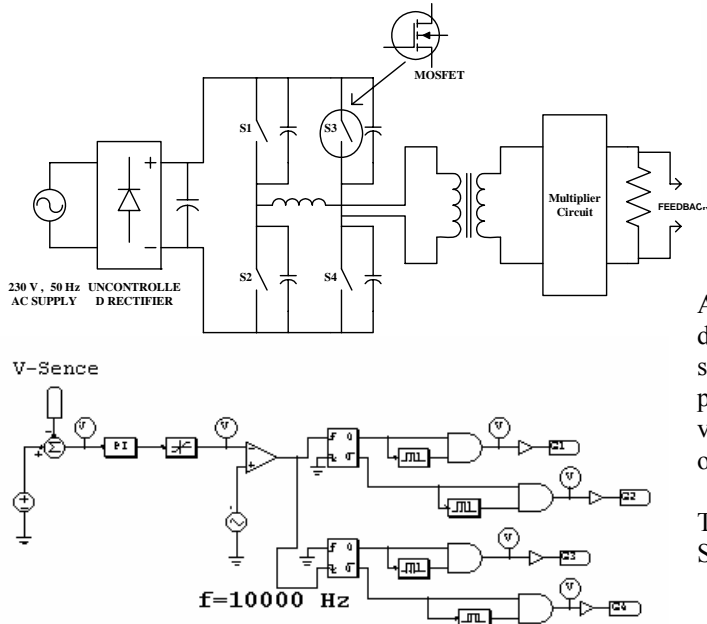 MOSFET
S1
S3
Multiplier
Circuit
FEEDBAC
S2
S4
230 V , 50 Hz
AC SUPPLY
UNCONTROLLE
D RECTIFIER
V-Sence
V
V
PI
V
G1
V
G2
V
G3
V
G4
f=10000 Hz
A
d
s
p
v
o
T
S